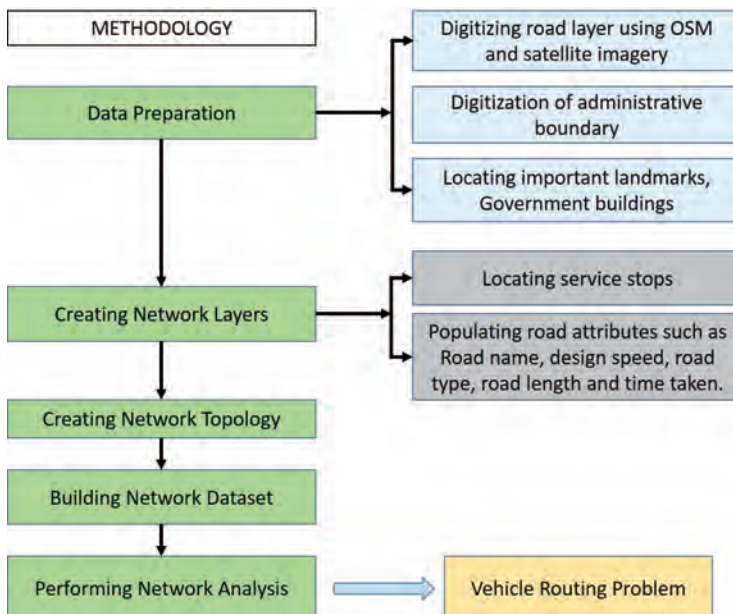 METHODOLOGY
Data Preparation
Digitizing road layer using OSM
and satellite imagery
Digitization of administrative
boundary
Locating important landmarks,
Government buildings
Creating Network Layers
Locating service stops
Populating road attributes such as
Road name, design speed, road
type, road length and time taken.
Creating Network Topology
Building Network Dataset
Performing Network Analysis
Vehicle Routing Problem